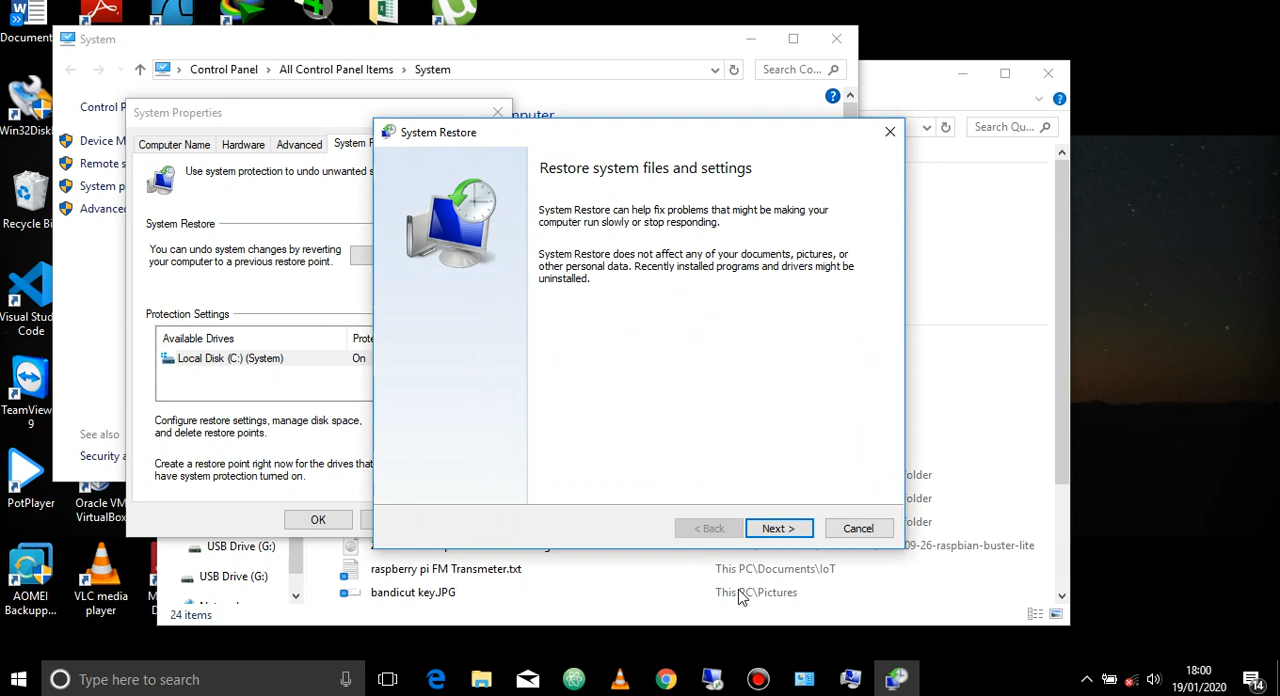 Document
System
Control Panel > All Control Panel Items > System
Search Co...
Search Qu...
Win32Disk
Recycle Bi
Visual Stud
Code
TeamView
9
PotPlayer
Oracle VM
VirtualBox
AOMEI
Backupp...
VLC media
player
Control P
Device M
Remote s
System p
Advance
See also
Security a
System Properties
Computer Name
Hardware
Advanced
System
Use system protection to undo unwanted s
System Restore
You can undo system changes by reverting
your computer to a previous restore point.
Protection Settings
Available Drives
Prote
Local Disk (C:) (System)
On
Configure restore settings, manage disk space,
and delete restore points.
Create a restore point right now for the drives that
have system protection turned on.
OK
System Restore
Restore system files and settings
System Restore can help fix problems that might be making your
computer run slowly or stop responding.
System Restore does not affect any of your documents, pictures, or
other personal data. Recently installed programs and drivers might be
uninstalled.
< Back
Next >
Cancel
older
older
older
USB Drive (G:)
09-26-raspbian-buster-lite
USB Drive (G:)
raspberry pi FM Transmeter.txt
This PC\Documents\IoT
bandicut key.JPG
This PC\Pictures
24 items
Type here to search
18:00
19/01/2020
14